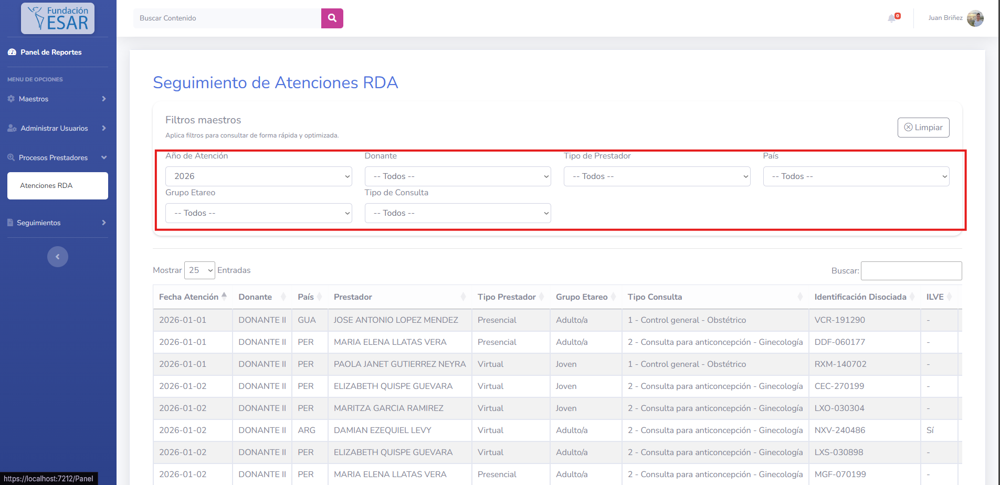 Fundación
ESAR
Buscar Contenido
0
Juan Briñez
Panel de Reportes
MENU DE OPCIONES
Maestros
Administrar Usuarios
Procesos Prestadores
Atenciones RDA
Seguimientos
Seguimiento de Atenciones RDA
Filtros maestros
Aplica filtros para consultar de forma rápida y optimizada.
Limpiar
Año de Atención Donante Tipo de Prestador País
2026 -- Todos -- -- Todos -- -- Todos --
Grupo Etareo Tipo de Consulta
-- Todos -- -- Todos --
Mostrar 25 Entradas Buscar:
Fecha Atención Donante País Prestador Tipo Prestador Grupo Etareo Tipo Consulta Identificación Disociada ILVE
2026-01-01 DONANTE II GUA JOSE ANTONIO LOPEZ MENDEZ Presencial Adulto/a 1 - Control general - Obstétrico VCR-191290 -
2026-01-01 DONANTE II PER MARIA ELENA LLATAS VERA Presencial Adulto/a 2 - Consulta para anticoncepción - Ginecología DDF-060177 -
2026-01-01 DONANTE II PER PAOLA JANET GUTIERREZ NEYRA Virtual Joven 1 - Control general - Obstétrico RXM-140702 -
2026-01-02 DONANTE II PER ELIZABETH QUISPE GUEVARA Virtual Joven 2 - Consulta para anticoncepción - Ginecología CEC-270199 -
2026-01-02 DONANTE II PER MARITZA GARCIA RAMIREZ Virtual Joven 2 - Consulta para anticoncepción - Ginecología LXO-030304 -
2026-01-02 DONANTE II ARG DAMIAN EZEQUIEL LEVY Virtual Adulto/a 2 - Consulta para anticoncepción - Ginecología NXV-240486 Sí
2026-01-02 DONANTE II PER ELIZABETH QUISPE GUEVARA Virtual Adulto/a 2 - Consulta para anticoncepción - Ginecología LXS-030898 -
2026-01-02 DONANTE II PER MARIA ELENA LLATAS VERA Presencial Adulto/a 2 - Consulta para anticoncepción - Ginecología MGF-070199 -
https://localhost:7212/Panel